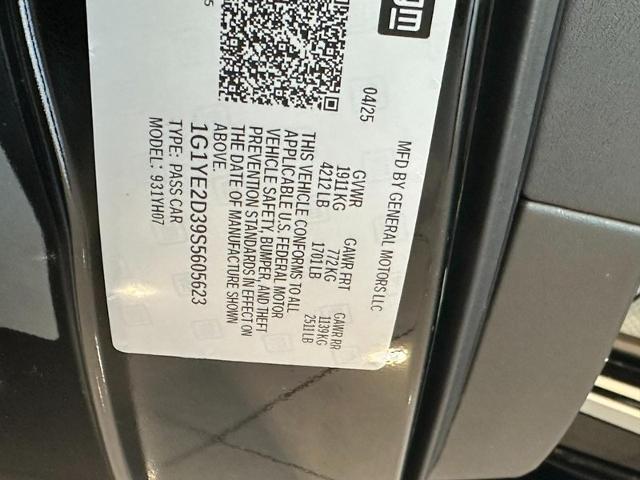 gm
04/25
MFD BY GENERAL MOTORS LLC
GVWR GAWR FRT GAWR RR
1911KG 772KG 1139KG
4212LB 1701LB 2511LB
THIS VEHICLE CONFORMS TO ALL
APPLICABLE U.S. FEDERAL MOTOR
VEHICLE SAFETY, BUMPER, AND THEFT
PREVENTION STANDARDS IN EFFECT ON
THE DATE OF MANUFACTURE SHOWN
ABOVE.
1G1YE2D39S5605623
TYPE: PASS CAR
MODEL: 931YH07